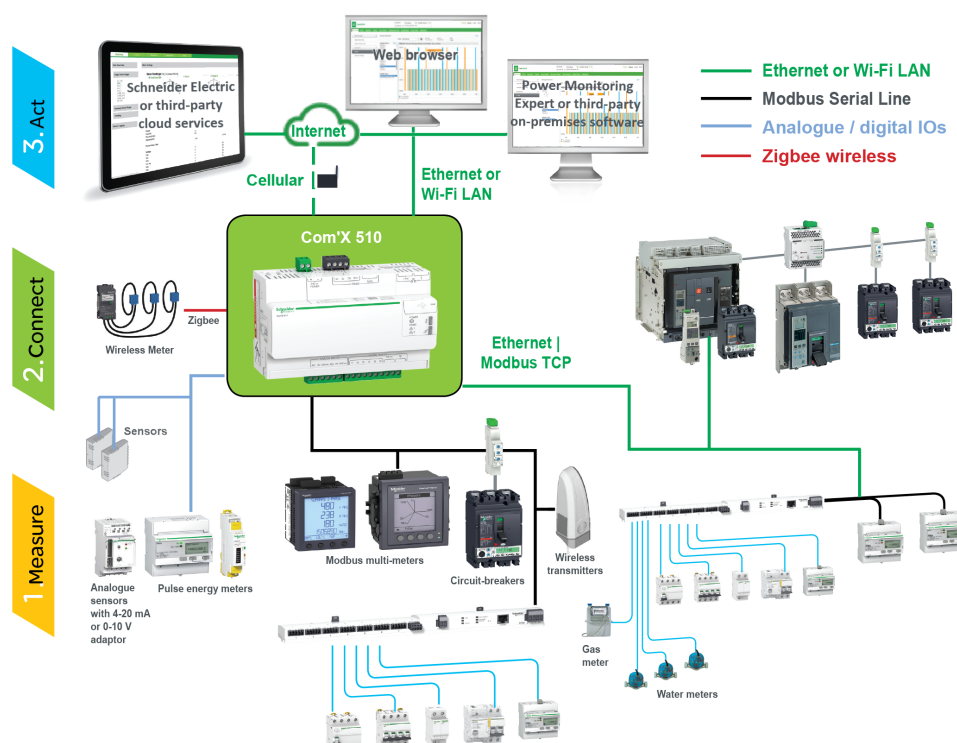 3. Act
2. Connect
1 Measure
Schneider Electric
or third-party
cloud services
Web browser
Power Monitoring
Expert or third-party
on-premises software
Internet
Cellular
Ethernet or
Wi-Fi LAN
Ethernet or Wi-Fi LAN
Modbus Serial Line
Analogue / digital IOs
Zigbee wireless
Com'X 510
Zigbee
Wireless Meter
Ethernet |
Modbus TCP
Sensors
Analogue
sensors
with 4-20 mA
or 0-10 V
adaptor
Pulse energy meters
Modbus multi-meters
Circuit-breakers
Wireless
transmitters
Gas
meter
Water meters